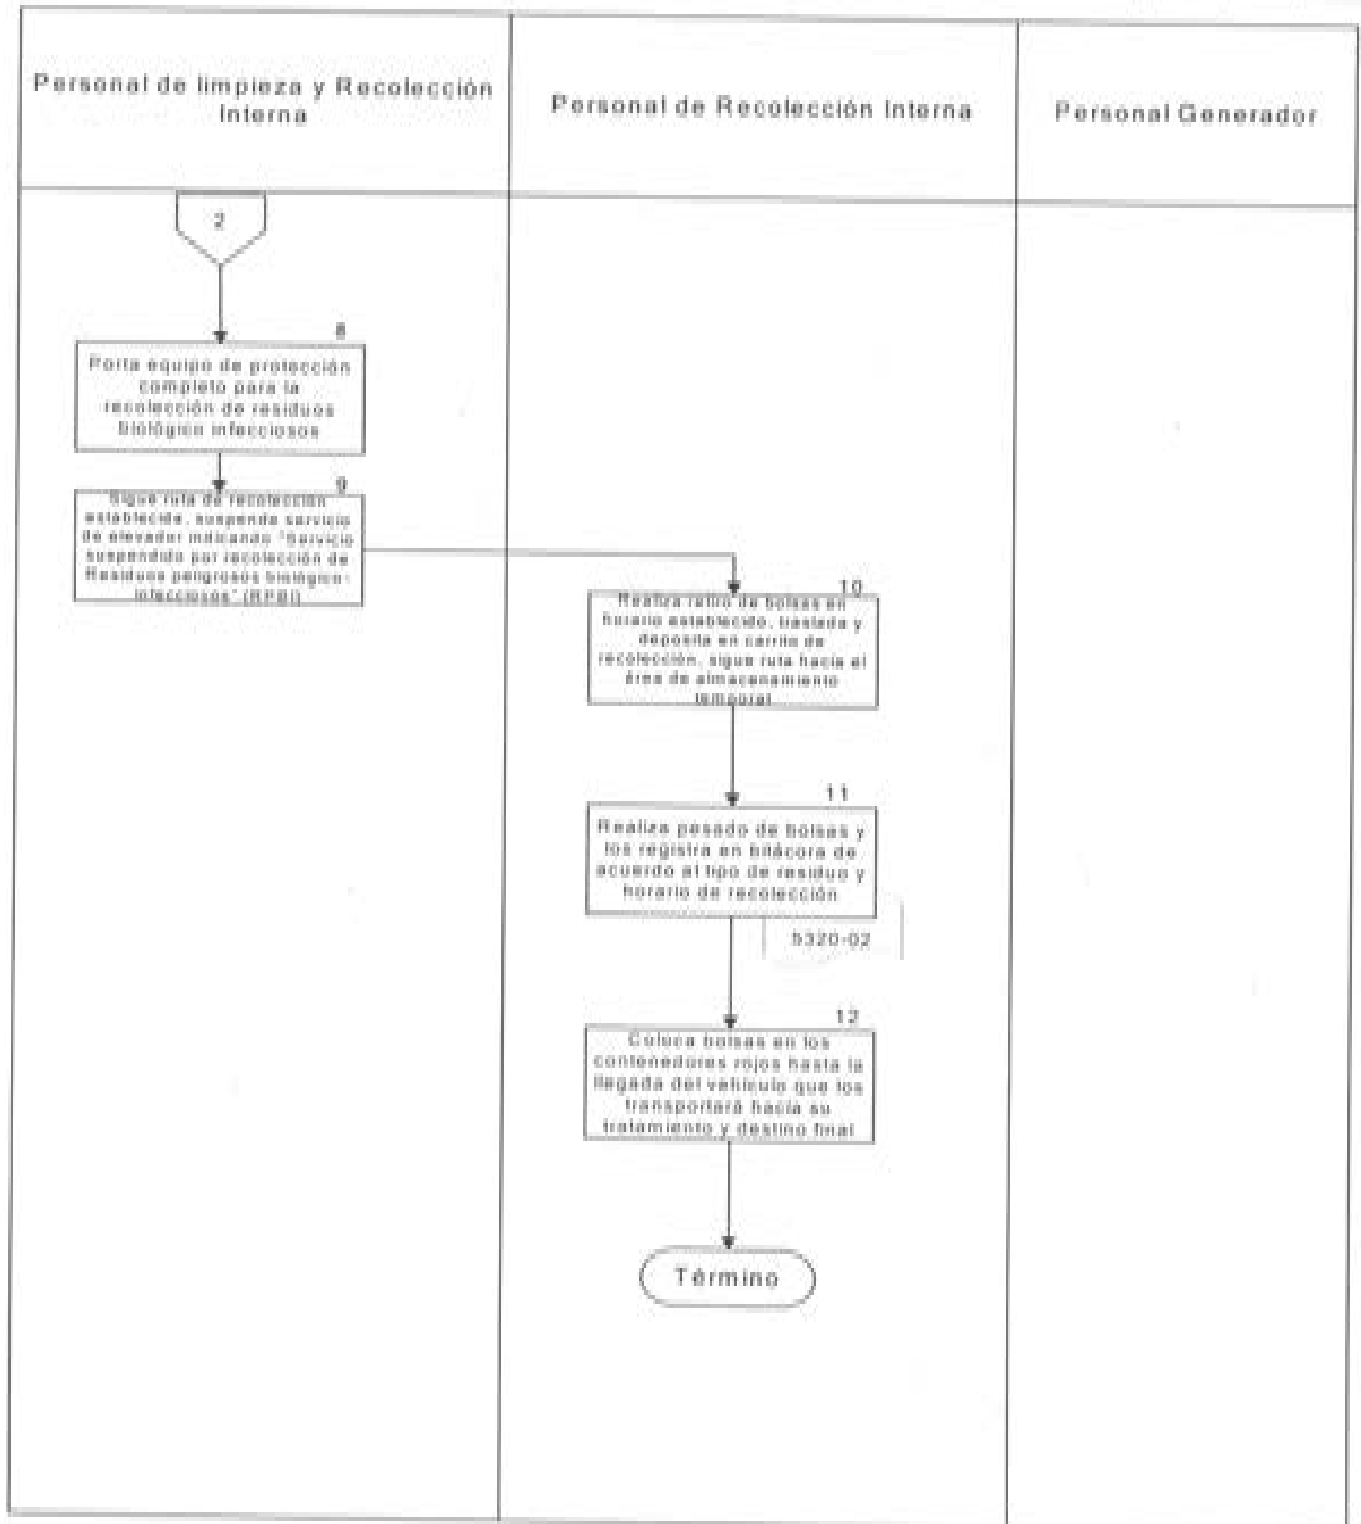 Personal de limpieza y Recolección
Interna
Personal de Recolección Interna
Personal Generador
2
8
Porta equipo de protección
completo para la
recolección de residuos
biológico infecciosos
9
Sigue ruta de recolección
establecida, suspende servicio
de elevador indicando "Servicio
suspendido por recolección de
Residuos peligrosos biológico-
infecciosos" (RPBI)
10
Realiza retiro de bolsas en
horario establecido, traslada y
deposita en carrito de
recolección, sigue ruta hacia el
área de almacenamiento
temporal
11
Realiza pesado de bolsas y
los registra en bitácora de
acuerdo al tipo de residuo y
horario de recolección
5320-02
12
Coloca bolsas en los
contenedores rojos hasta la
llegada del vehículo que los
transportará hacia su
tratamiento y destino final
Término